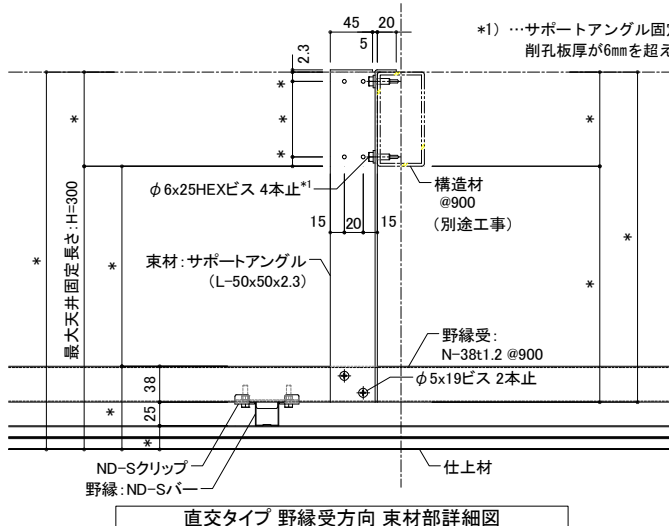 45
20
5
2.3
*1) …サポートアングル固定
削孔板厚が6mmを超え
*
*
*
*
*
*
*
*
*
*
φ6x25HEXビス 4本止*1
構造材
@900
(別途工事)
15
20
15
最大天井固定長さ:H=300
束材:サポートアングル
(L-50x50x2.3)
野縁受:
N-38t1.2 @900
φ5x19ビス 2本止
38
25
ND-Sクリップ
野縁:ND-Sバー
仕上材
直交タイプ 野縁受方向 束材部詳細図